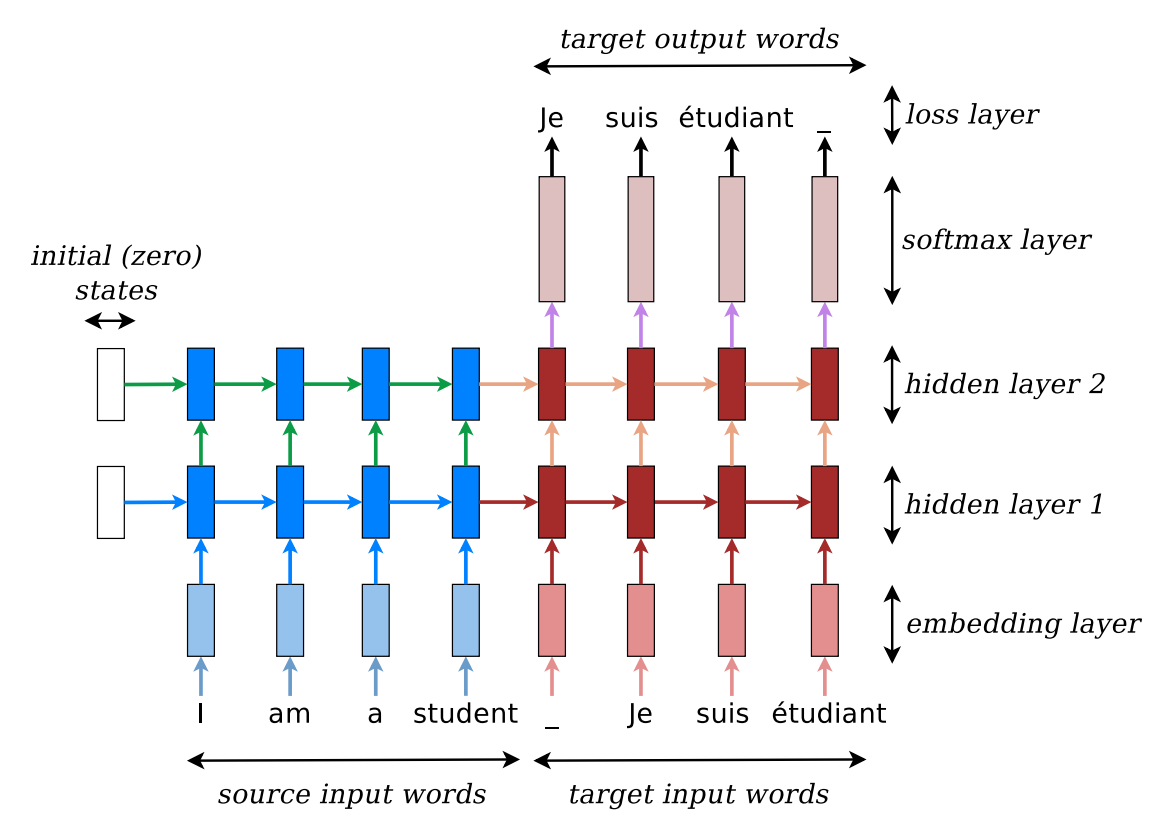 target output words
Je suis étudiant _
loss layer
softmax layer
initial (zero)
states
hidden layer 2
hidden layer 1
embedding layer
I am a student _ Je suis étudiant
source input words
target input words